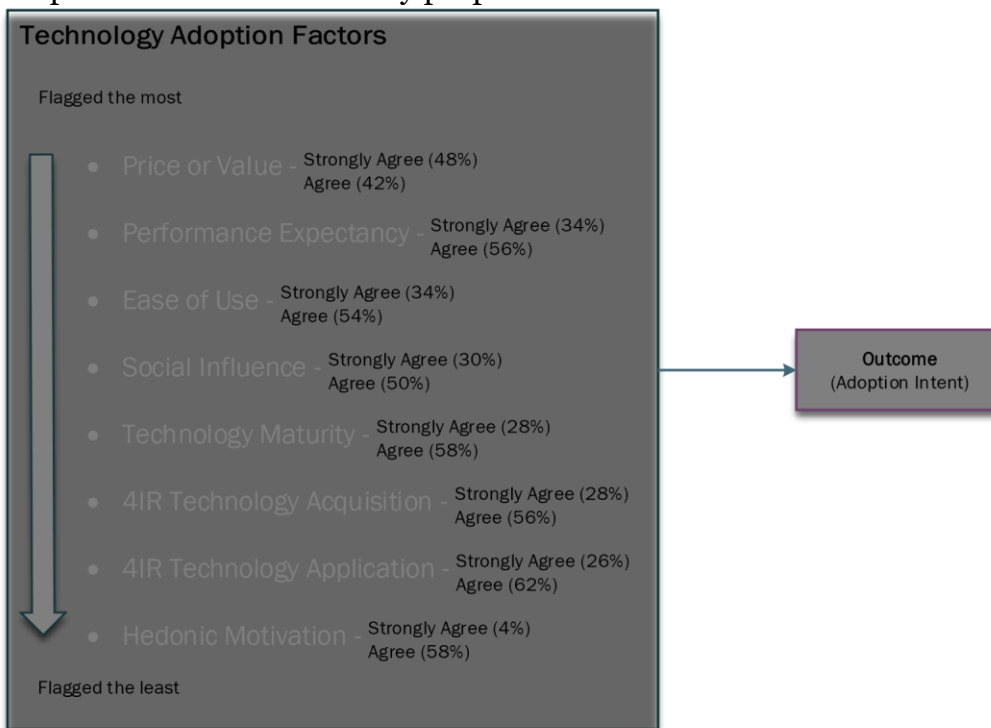 Technology Adoption Factors
Flagged the most
• Price or Value - Strongly Agree (48%)
Agree (42%)
• Performance Expectancy - Strongly Agree (34%)
Agree (56%)
• Ease of Use - Strongly Agree (34%)
Agree (54%)
• Social Influence - Strongly Agree (30%)
Agree (50%)
• Technology Maturity - Strongly Agree (28%)
Agree (58%)
• 4IR Technology Acquisition - Strongly Agree (28%)
Agree (56%)
• 4IR Technology Application - Strongly Agree (26%)
Agree (62%)
• Hedonic Motivation - Strongly Agree (4%)
Agree (58%)
Flagged the least
Outcome
(Adoption Intent)